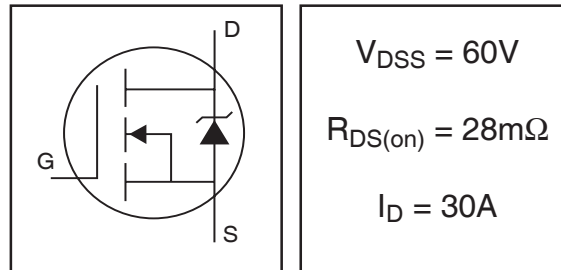 D
G
S
V_DSS = 60V
R_DS(on) = 28mΩ
I_D = 30A